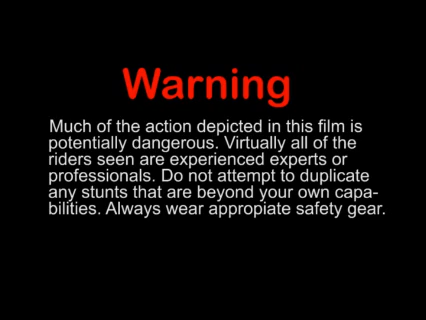 Warning
Much of the action depicted in this film is
potentially dangerous. Virtually all of the
riders seen are experienced experts or
professionals. Do not attempt to duplicate
any stunts that are beyond your own capa-
bilities. Always wear appropiate safety gear.